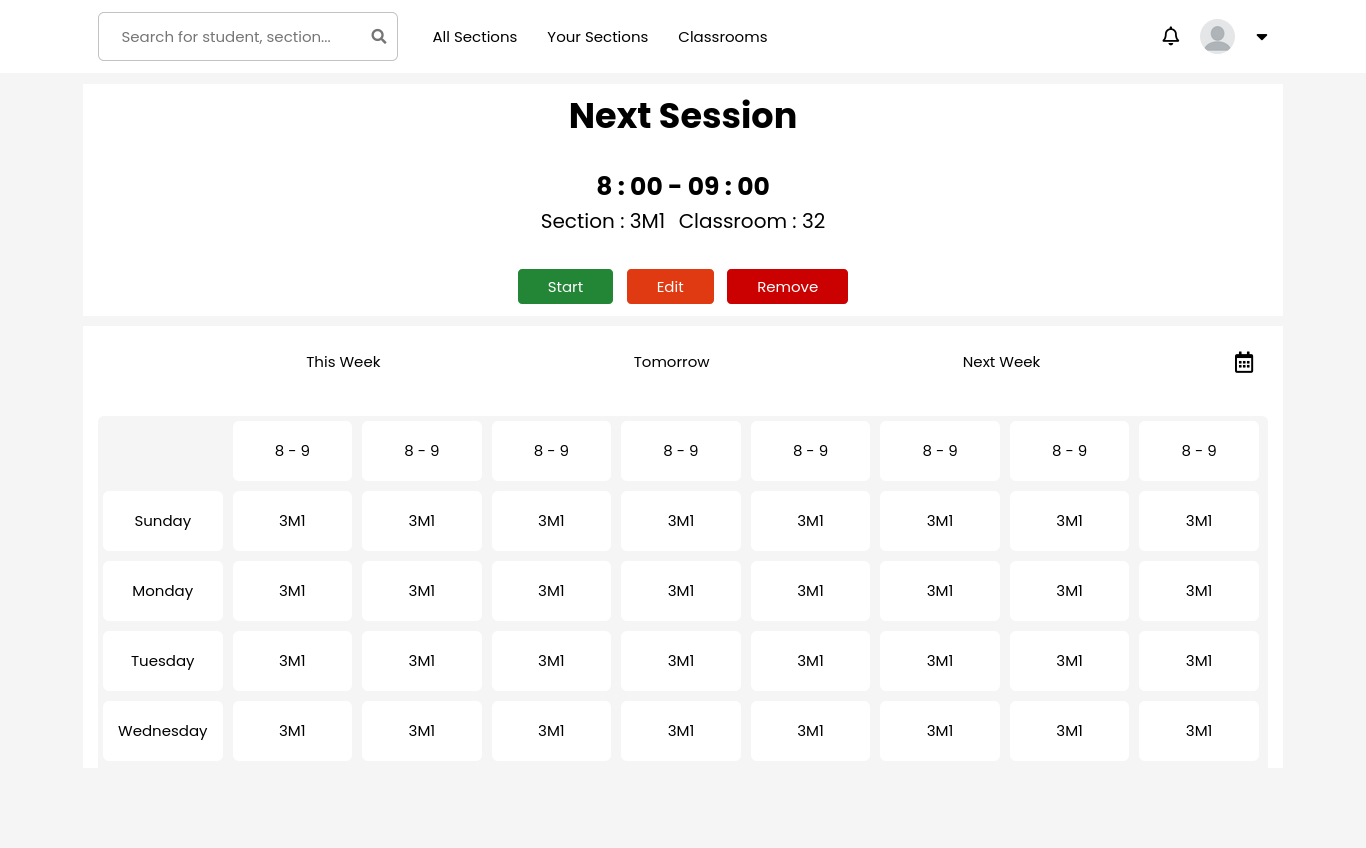 Search for student, section... All Sections Your Sections Classrooms
Next Session
8 : 00 - 09 : 00
Section : 3M1 Classroom : 32
Start Edit Remove
This Week Tomorrow Next Week
8 - 9 8 - 9 8 - 9 8 - 9 8 - 9 8 - 9 8 - 9 8 - 9
Sunday 3M1 3M1 3M1 3M1 3M1 3M1 3M1 3M1
Monday 3M1 3M1 3M1 3M1 3M1 3M1 3M1 3M1
Tuesday 3M1 3M1 3M1 3M1 3M1 3M1 3M1 3M1
Wednesday 3M1 3M1 3M1 3M1 3M1 3M1 3M1 3M1